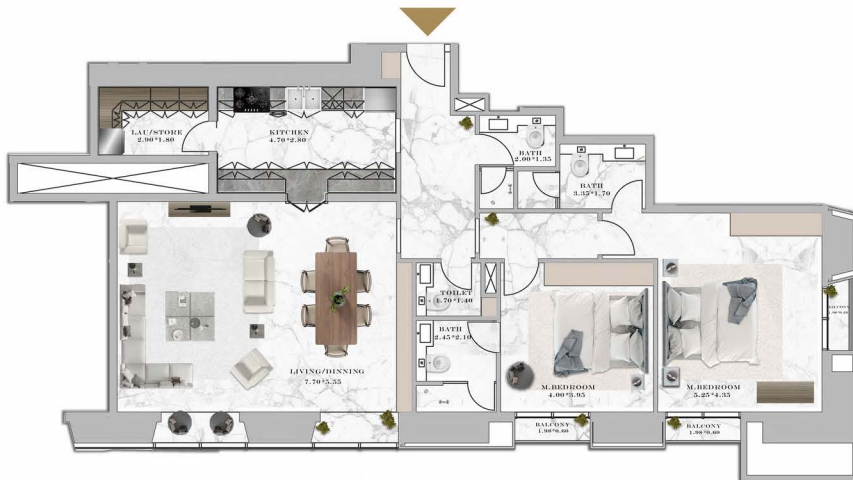 LAU/STORE
2.90*1.80
KITCHEN
4.70*2.80
BATH
2.00*1.35
BATH
3.35*1.70
TOILET
1.70*1.40
BATH
2.45*2.10
LIVING/DINNING
7.70*5.55
M.BEDROOM
4.00*3.95
M.BEDROOM
5.25*4.35
BALCONY
1.98*0.60
BALCONY
1.98*0.60
BALCONY